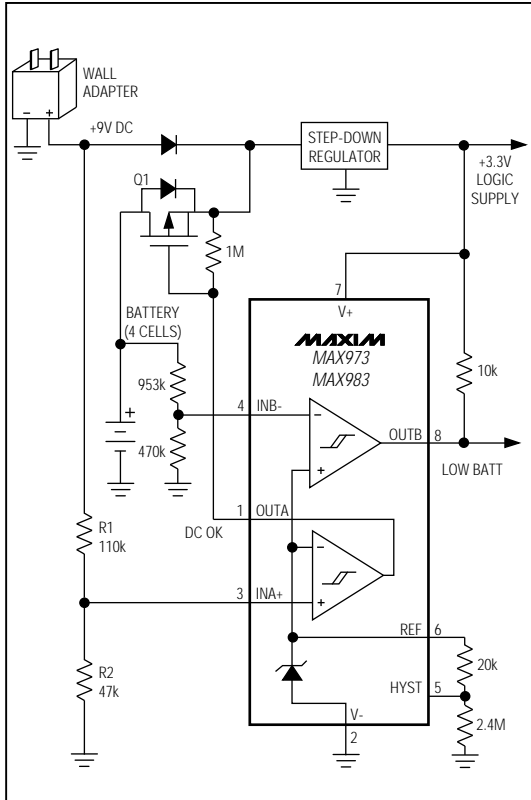 WALL
ADAPTER
− +
+9V DC
STEP-DOWN
REGULATOR
+3.3V
LOGIC
SUPPLY
Q1
1M
7
V+
BATTERY
(4 CELLS)
MAXIM
MAX973
MAX983
953k
10k
4 INB-
−
+
470k
+
OUTB 8
LOW BATT
1 OUTA
DC OK
R1
110k
−
+
3 INA+
REF 6
20k
R2
47k
HYST 5
2.4M
V-
2